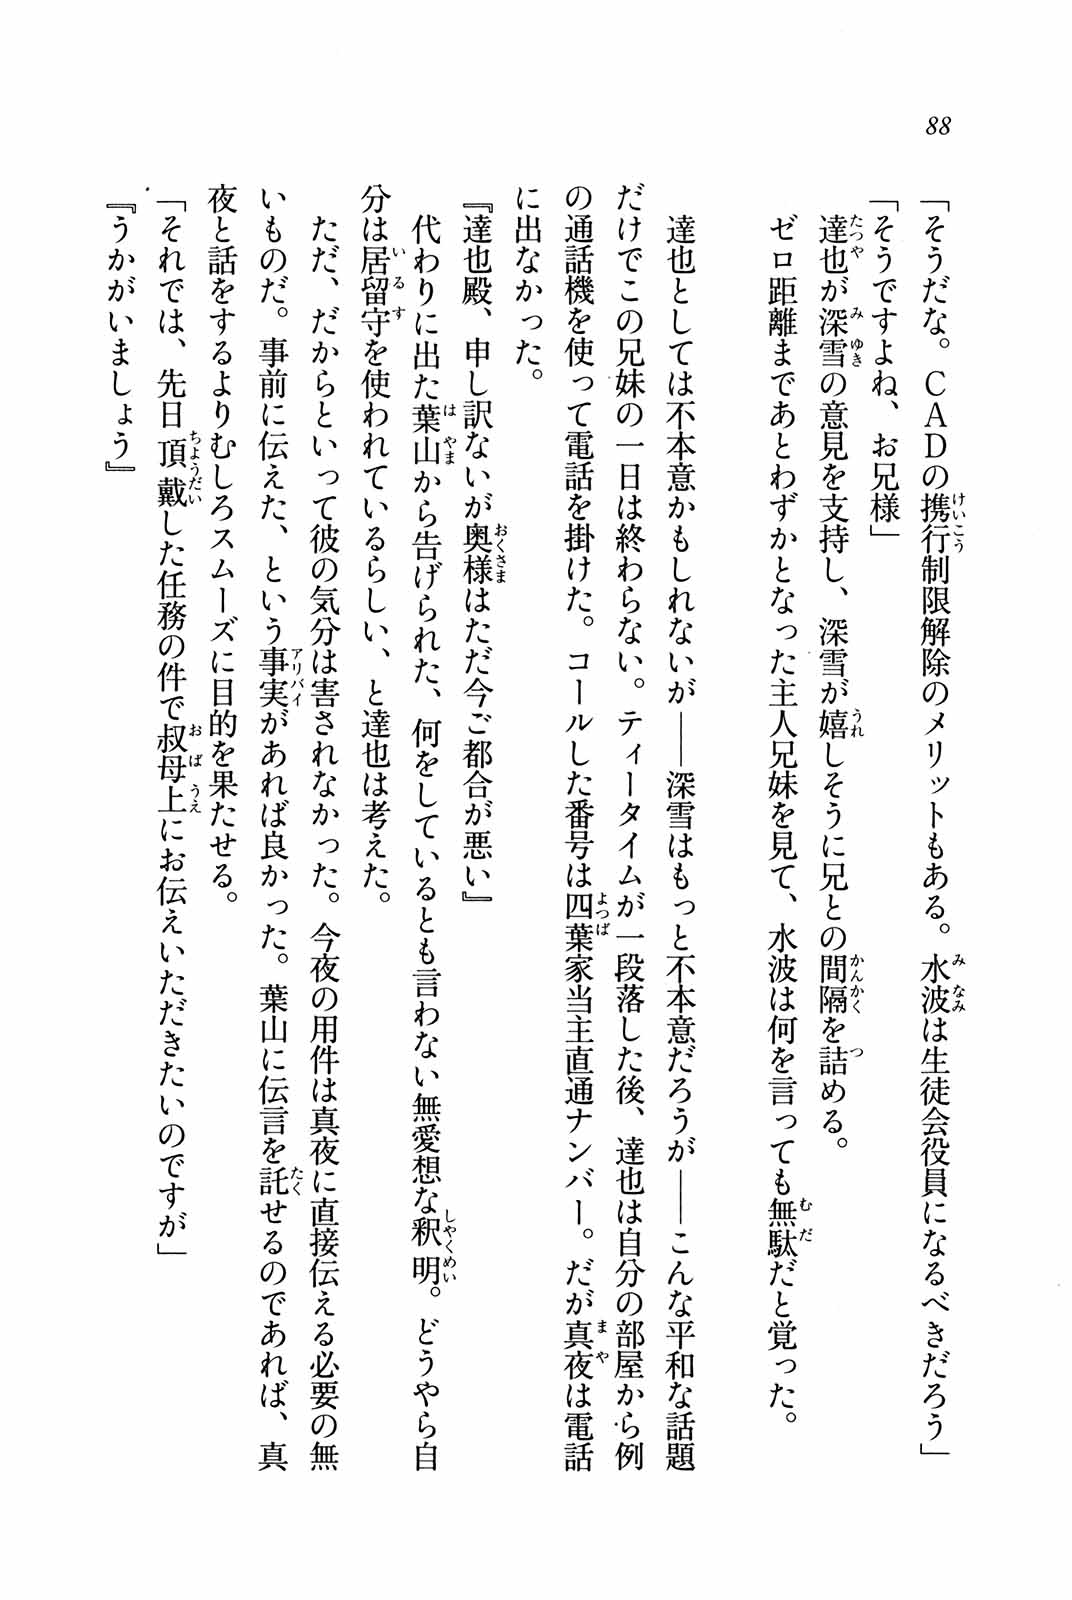 88
「そうだな。ＣＡＤの携行制限解除のメリットもある。水波は生徒会役員になるべきだろう」
「そうですよね、お兄様」
達也が深雪の意見を支持し、深雪が嬉しそうに兄との間隔を詰める。
ゼロ距離まであとわずかとなった主人兄妹を見て、水波は何を言っても無駄だと覚った。
達也としては不本意かもしれないが――深雪はもっと不本意だろうが――こんな平和な話題
だけでこの兄妹の一日は終わらない。ティータイムが一段落した後、達也は自分の部屋から例
の通話機を使って電話を掛けた。コールした番号は四葉家当主直通ナンバー。だが真夜は電話
に出なかった。
『達也殿、申し訳ないが奥様はただ今ご都合が悪い』
代わりに出た葉山から告げられた、何をしているとも言わない無愛想な釈明。どうやら自
分は居留守を使われているらしい、と達也は考えた。
ただ、だからといって彼の気分は害されなかった。今夜の用件は真夜に直接伝える必要の無
いものだ。事前に伝えた、という事実があれば良かった。葉山に伝言を託せるのであれば、真
夜と話をするよりむしろスムーズに目的を果たせる。
「それでは、先日頂戴した任務の件で叔母上にお伝えいただきたいのですが」
『うかがいましょう』